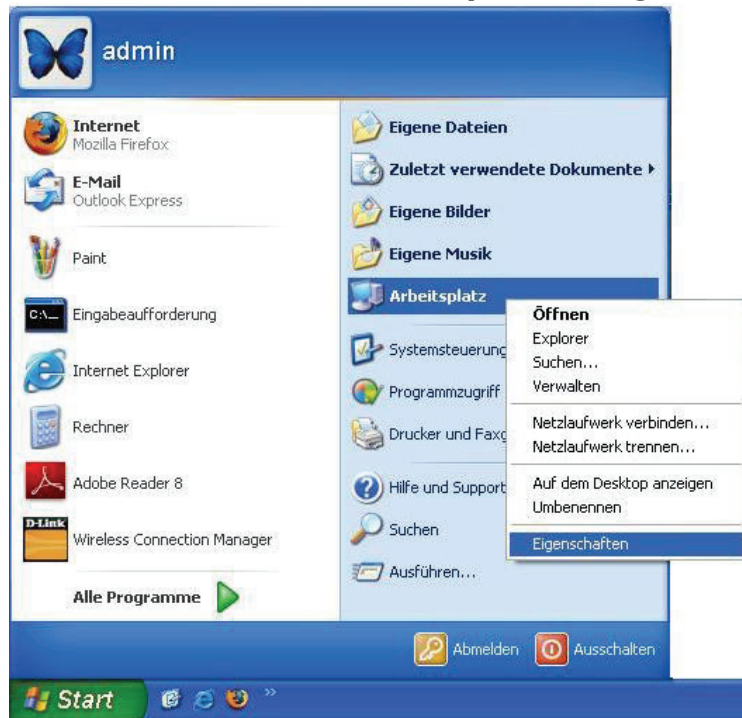 admin
Internet
Mozilla Firefox
E-Mail
Outlook Express
Paint
C:\_
Eingabeaufforderung
Internet Explorer
Rechner
Adobe Reader 8
D-Link
Wireless Connection Manager
Alle Programme
Eigene Dateien
Zuletzt verwendete Dokumente
Eigene Bilder
Eigene Musik
Arbeitsplatz
Systemsteuerung
Programmzugriff
Drucker und Faxg
Hilfe und Support
Suchen
Ausführen...
Öffnen
Explorer
Suchen...
Verwalten
Netzlaufwerk verbinden...
Netzlaufwerk trennen...
Auf dem Desktop anzeigen
Umbenennen
Eigenschaften
Abmelden
Ausschalten
Start